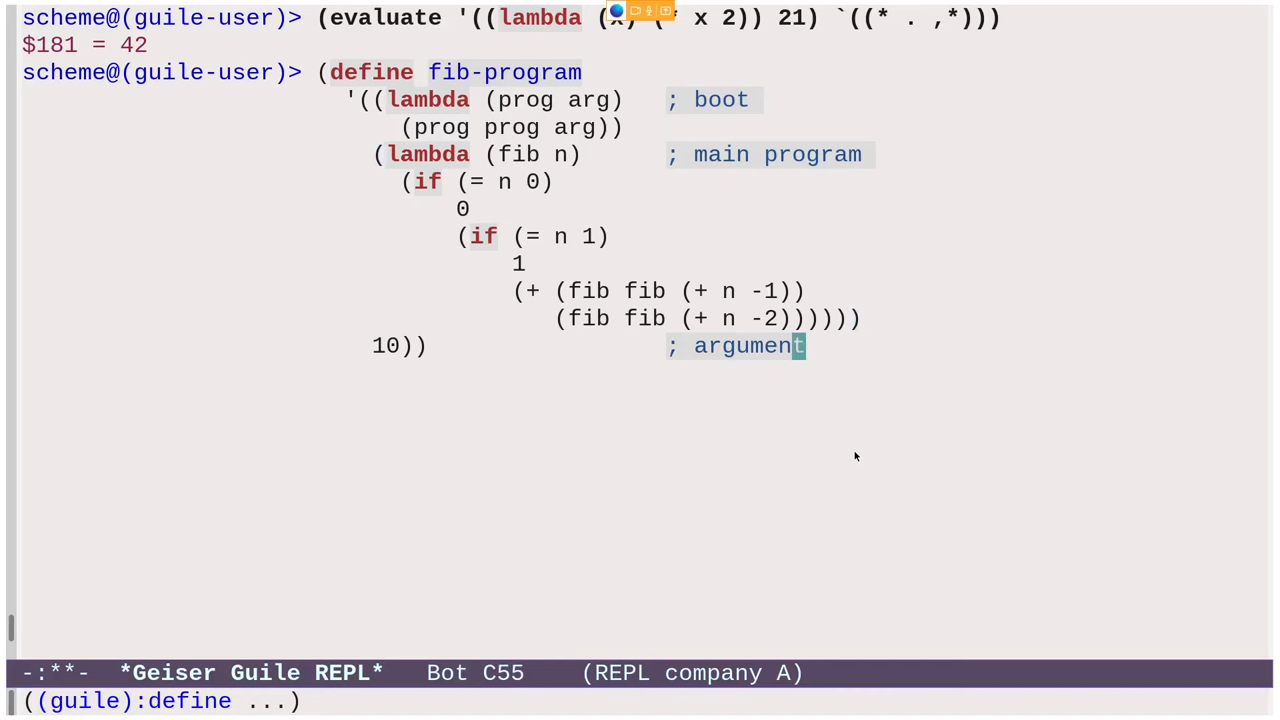 scheme@(guile-user)> (evaluate '((lambda (x) (* x 2)) 21) `((* . ,*)))
$181 = 42
scheme@(guile-user)> (define fib-program
'((lambda (prog arg) ; boot
(prog prog arg))
(lambda (fib n) ; main program
(if (= n 0)
0
(if (= n 1)
1
(+ (fib fib (+ n -1))
(fib fib (+ n -2))))))
10)) ; argument
-:**- *Geiser Guile REPL* Bot C55 (REPL company A)
((guile):define ...)